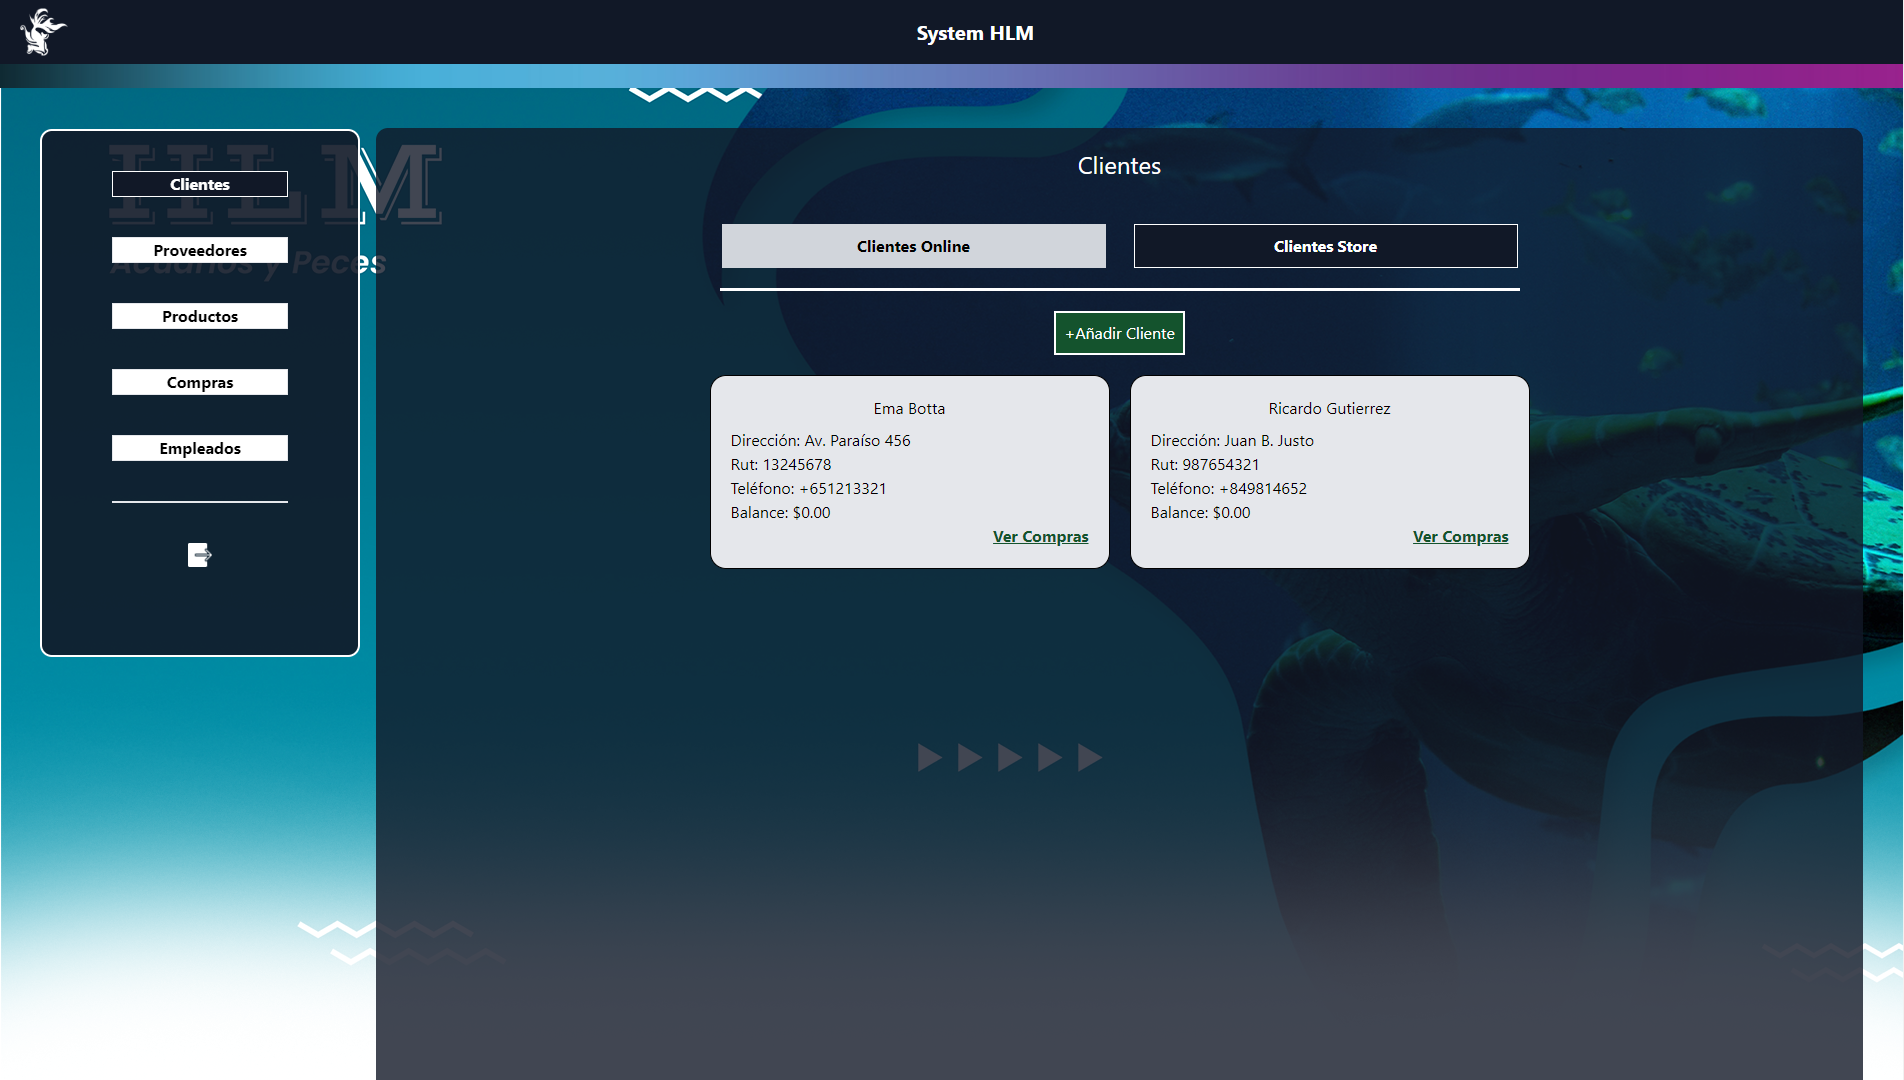 System HLM
HLM
Acuarios y Peces
Clientes
Proveedores
Productos
Compras
Empleados
Clientes
Clientes Online
Clientes Store
+Añadir Cliente
Ema Botta
Dirección: Av. Paraíso 456
Rut: 13245678
Teléfono: +651213321
Balance: $0.00
Ver Compras
Ricardo Gutierrez
Dirección: Juan B. Justo
Rut: 987654321
Teléfono: +849814652
Balance: $0.00
Ver Compras